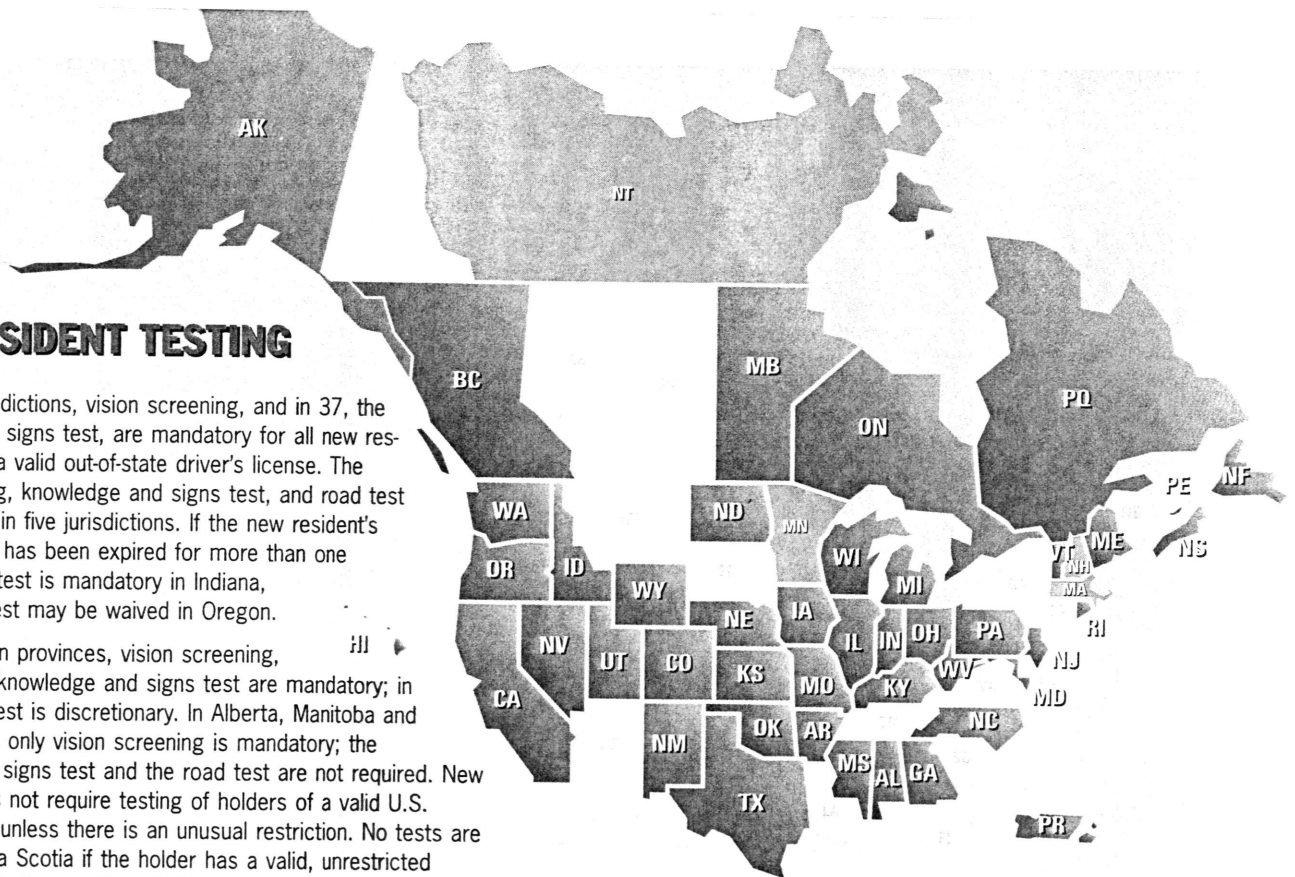 SIDENT TESTING
dictions, vision screening, and in 37, the
signs test, are mandatory for all new res-
a valid out-of-state driver's license. The
g, knowledge and signs test, and road test
in five jurisdictions. If the new resident's
has been expired for more than one
test is mandatory in Indiana,
est may be waived in Oregon.
n provinces, vision screening,
knowledge and signs test are mandatory; in
est is discretionary. In Alberta, Manitoba and
only vision screening is mandatory; the
signs test and the road test are not required. New
s not require testing of holders of a valid U.S.
unless there is an unusual restriction. No tests are
a Scotia if the holder has a valid, unrestricted
AK
NT
BC
MB
ON
PQ
PE
NF
NS
WA
ND
MN
WI
MI
VT
NH
ME
MA
RI
OR
ID
WY
NE
IA
IL
IN
OH
PA
NJ
MD
WV
HI
NV
UT
CO
KS
MO
KY
CA
NM
OK
AR
NC
TX
MS
AL
GA
PR